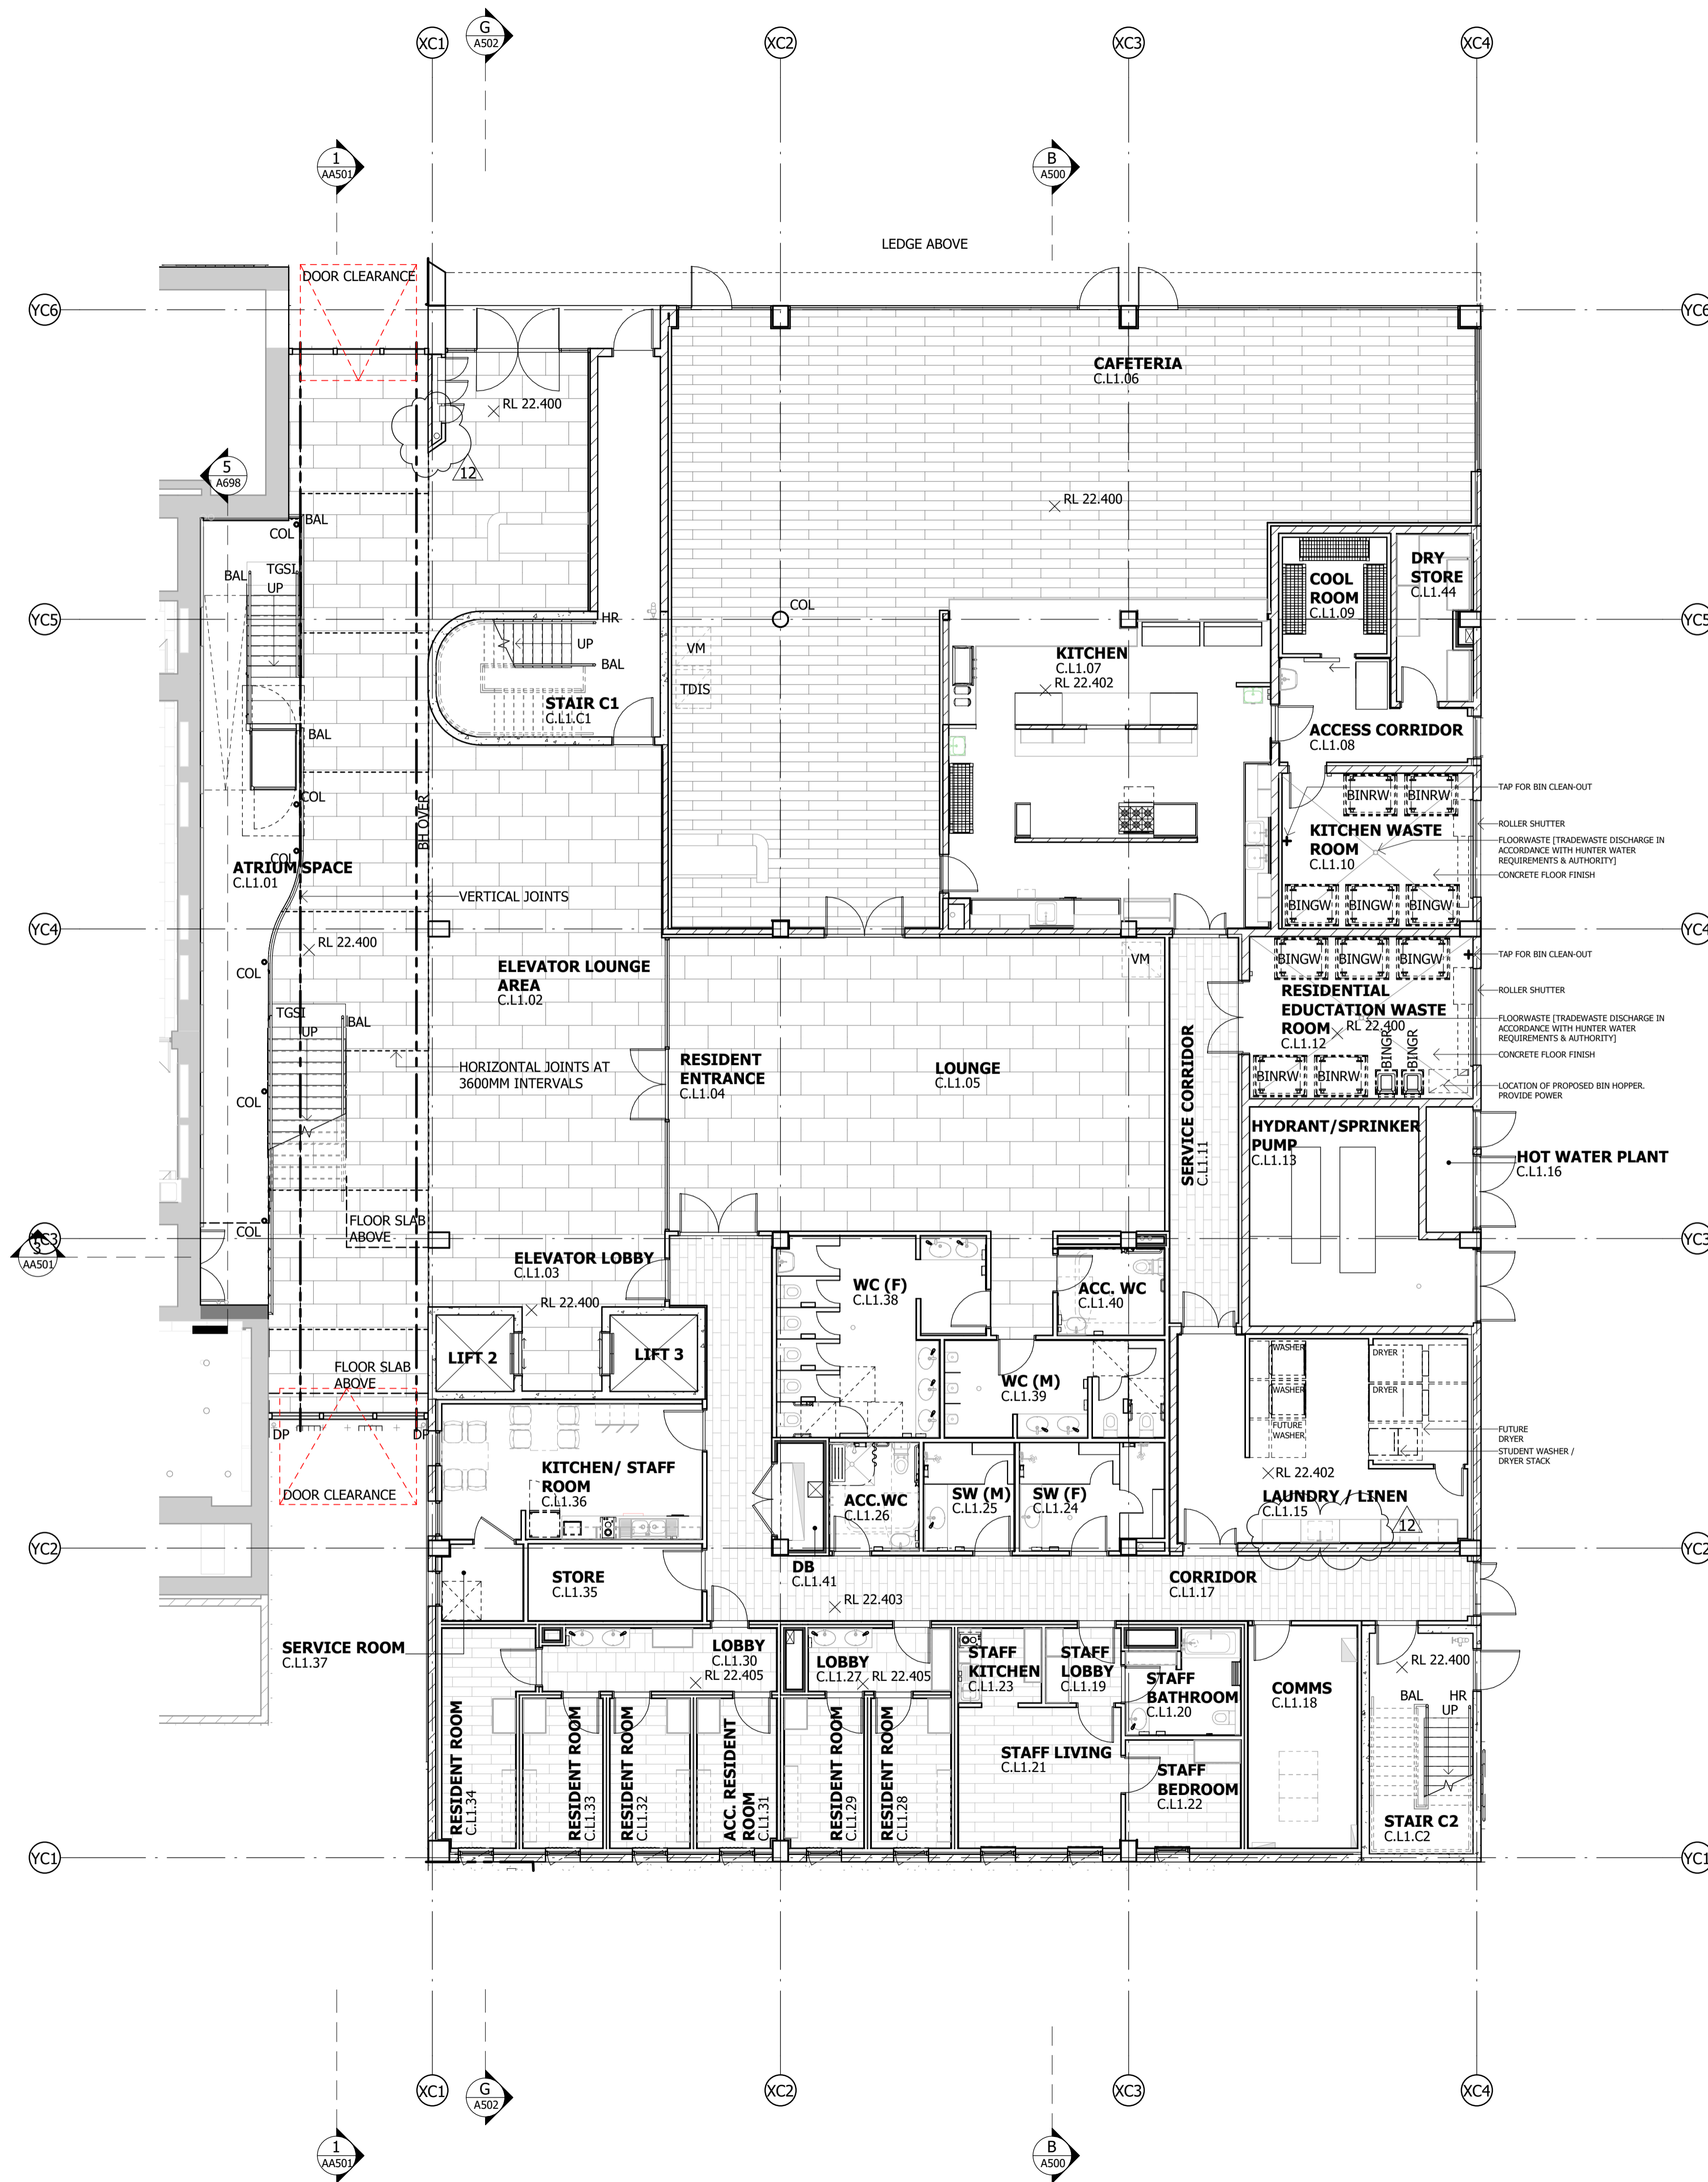 G
A502
XC1
XC2
XC3
XC4
1
AA501
B
A500
LEDGE ABOVE
DOOR CLEARANCE
YC6
YC6
CAFETERIA
C.L1.06
RL 22.400
12
5
A698
RL 22.400
BAL
COL
BAL
TGSI
UP
DRY
STORE
C.L1.44
COOL
ROOM
C.L1.09
YC5
COL
YC5
HR
UP
BAL
VM
TDIS
KITCHEN
C.L1.07
RL 22.402
STAIR C1
C.L1.C1
BAL
ACCESS CORRIDOR
C.L1.08
COL
BH OVER
BINRW
BINRW
TAP FOR BIN CLEAN-OUT
KITCHEN WASTE
ROOM
C.L1.10
ROLLER SHUTTER
FLOORWASTE [TRADEWASTE DISCHARGE IN
ACCORDANCE WITH HUNTER WATER
REQUIREMENTS & AUTHORITY]
CONCRETE FLOOR FINISH
COL
ATRIUM SPACE
C.L1.01
VERTICAL JOINTS
BINGW
BINGW
BINGW
YC4
YC4
RL 22.400
COL
ELEVATOR LOUNGE
AREA
C.L1.02
VM
BINGW
BINGW
BINGW
TAP FOR BIN CLEAN-OUT
RESIDENTIAL
EDUCTATION WASTE
ROOM
C.L1.12
RL 22.400
ROLLER SHUTTER
FLOORWASTE [TRADEWASTE DISCHARGE IN
ACCORDANCE WITH HUNTER WATER
REQUIREMENTS & AUTHORITY]
CONCRETE FLOOR FINISH
TGSI
UP
BAL
HORIZONTAL JOINTS AT
3600MM INTERVALS
RESIDENT
ENTRANCE
C.L1.04
LOUNGE
C.L1.05
SERVICE CORRIDOR
C.L1.11
BINRW
BINRW
BINGR
BINGR
LOCATION OF PROPOSED BIN HOPPER.
PROVIDE POWER
COL
HYDRANT/SPRINKER
PUMP
C.L1.13
HOT WATER PLANT
C.L1.16
COL
FLOOR SLAB
ABOVE
YC3
YC3
3
AA501
ELEVATOR LOBBY
C.L1.03
RL 22.400
WC (F)
C.L1.38
ACC. WC
C.L1.40
LIFT 2
LIFT 3
FLOOR SLAB
ABOVE
WC (M)
C.L1.39
WASHER
DRYER
WASHER
DRYER
FUTURE
WASHER
FUTURE
DRYER
STUDENT WASHER /
DRYER STACK
DP
DP
DOOR CLEARANCE
KITCHEN/ STAFF
ROOM
C.L1.36
ACC.WC
C.L1.26
SW (M)
C.L1.25
SW (F)
C.L1.24
RL 22.402
LAUNDRY / LINEN
C.L1.15
12
YC2
YC2
STORE
C.L1.35
DB
C.L1.41
RL 22.403
CORRIDOR
C.L1.17
SERVICE ROOM
C.L1.37
LOBBY
C.L1.30
RL 22.405
LOBBY
C.L1.27
RL 22.405
STAFF
KITCHEN
C.L1.23
STAFF
LOBBY
C.L1.19
STAFF
BATHROOM
C.L1.20
COMMS
C.L1.18
RL 22.400
BAL
HR
UP
RESIDENT ROOM
C.L1.34
RESIDENT ROOM
C.L1.33
RESIDENT ROOM
C.L1.32
ACC. RESIDENT
ROOM
C.L1.31
RESIDENT ROOM
C.L1.29
RESIDENT ROOM
C.L1.28
STAFF LIVING
C.L1.21
STAFF
BEDROOM
C.L1.22
STAIR C2
C.L1.C2
YC1
YC1
XC1
G
A502
XC2
XC3
XC4
1
AA501
B
A500